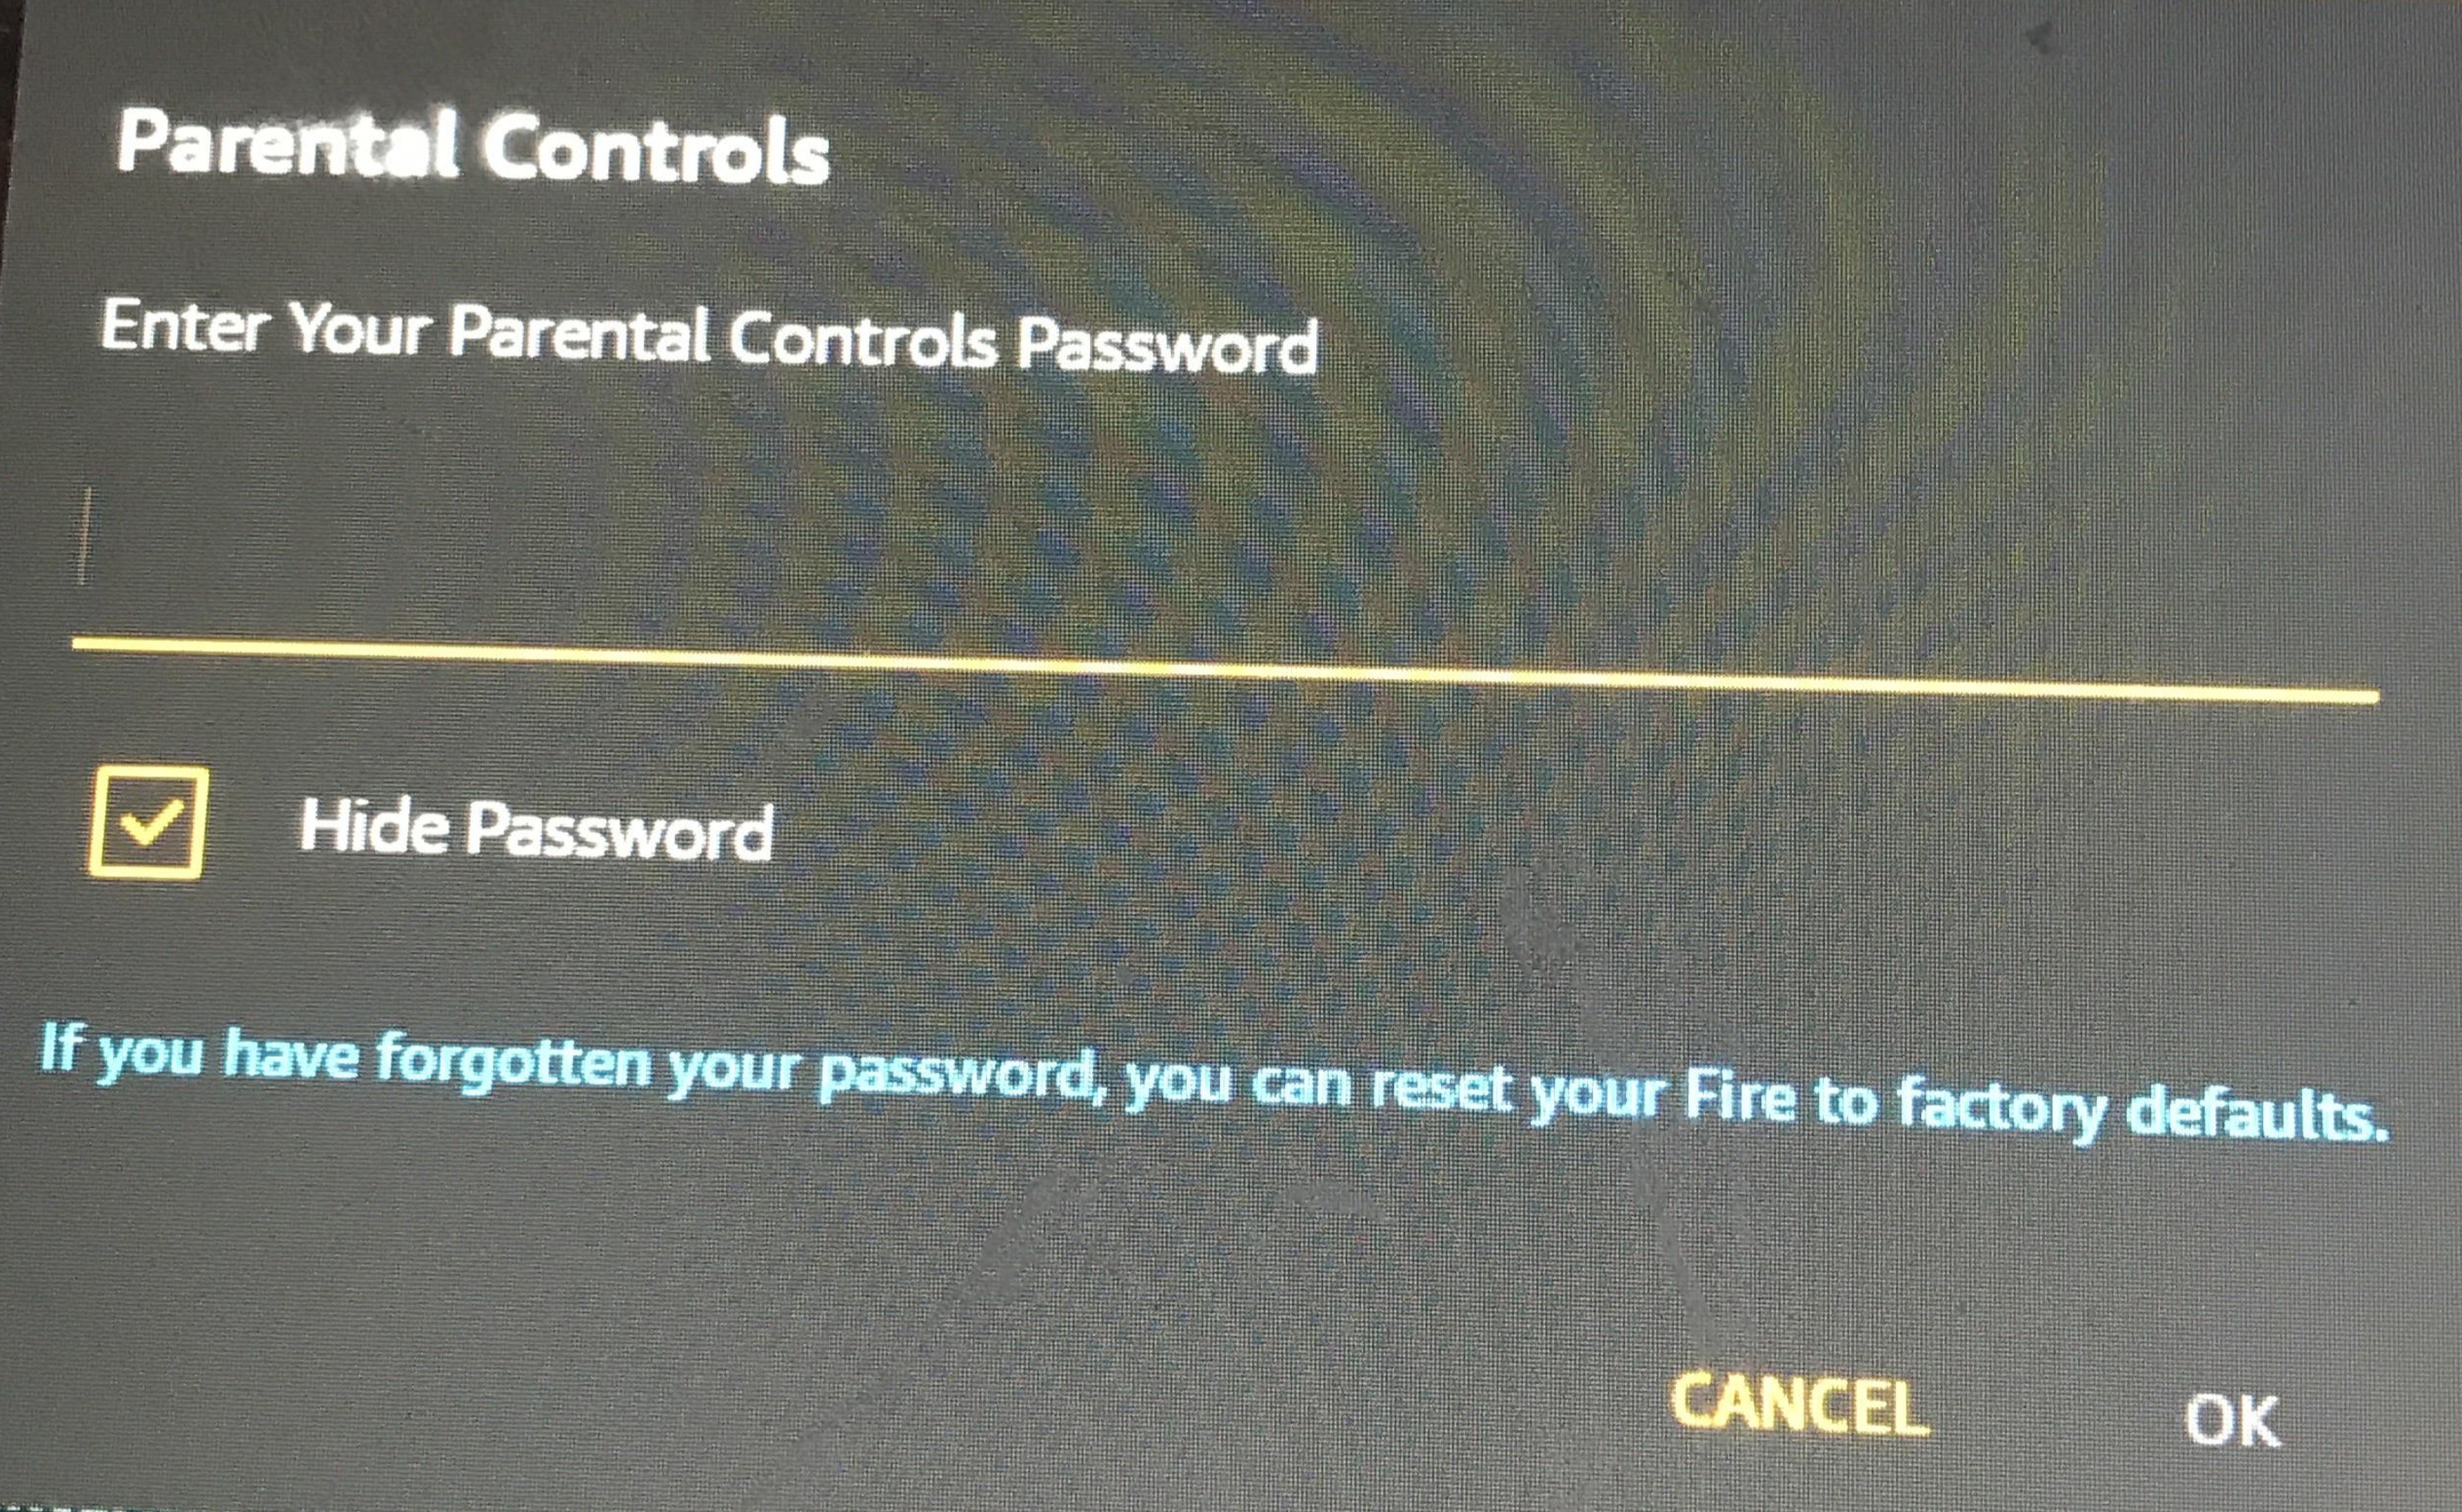 Parental Controls
Enter Your Parental Controls Password
Hide Password
If you have forgotten your password, you can reset your Fire to factory defaults.
CANCEL OK